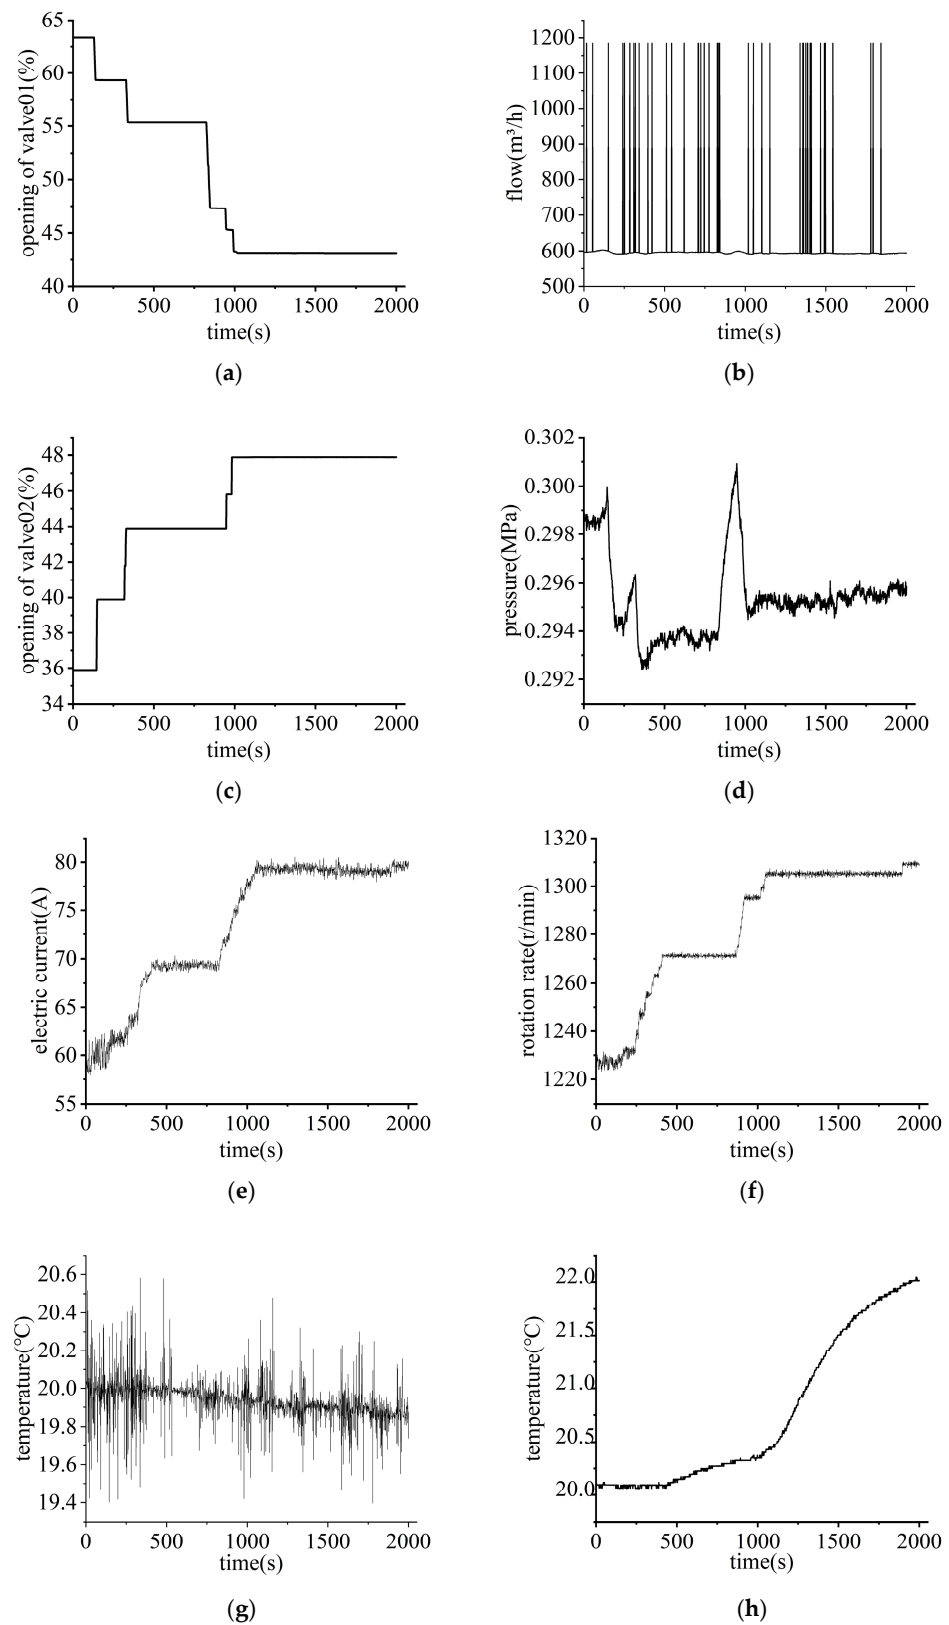 65
60
55
50
45
40
opening of valve01(%)
0 500 1000 1500 2000
time(s)
(a)
1200
1100
1000
900
800
700
600
500
flow(m³/h)
0 500 1000 1500 2000
time(s)
(b)
48
46
44
42
40
38
36
34
opening of valve02(%)
0 500 1000 1500 2000
time(s)
(c)
0.302
0.300
0.298
0.296
0.294
0.292
pressure(MPa)
0 500 1000 1500 2000
time(s)
(d)
80
75
70
65
60
55
electric current(A)
0 500 1000 1500 2000
time(s)
(e)
1320
1300
1280
1260
1240
1220
rotation rate(r/min)
0 500 1000 1500 2000
time(s)
(f)
20.6
20.4
20.2
20.0
19.8
19.6
19.4
temperature(°C)
0 500 1000 1500 2000
time(s)
(g)
22.0
21.5
21.0
20.5
20.0
temperature(°C)
0 500 1000 1500 2000
time(s)
(h)